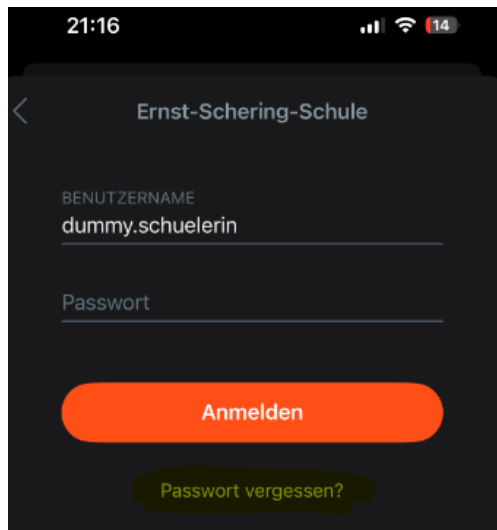 21:16
14
Ernst-Schering-Schule
BENUTZERNAME
dummy.schuelerin
Passwort
Anmelden
Passwort vergessen?